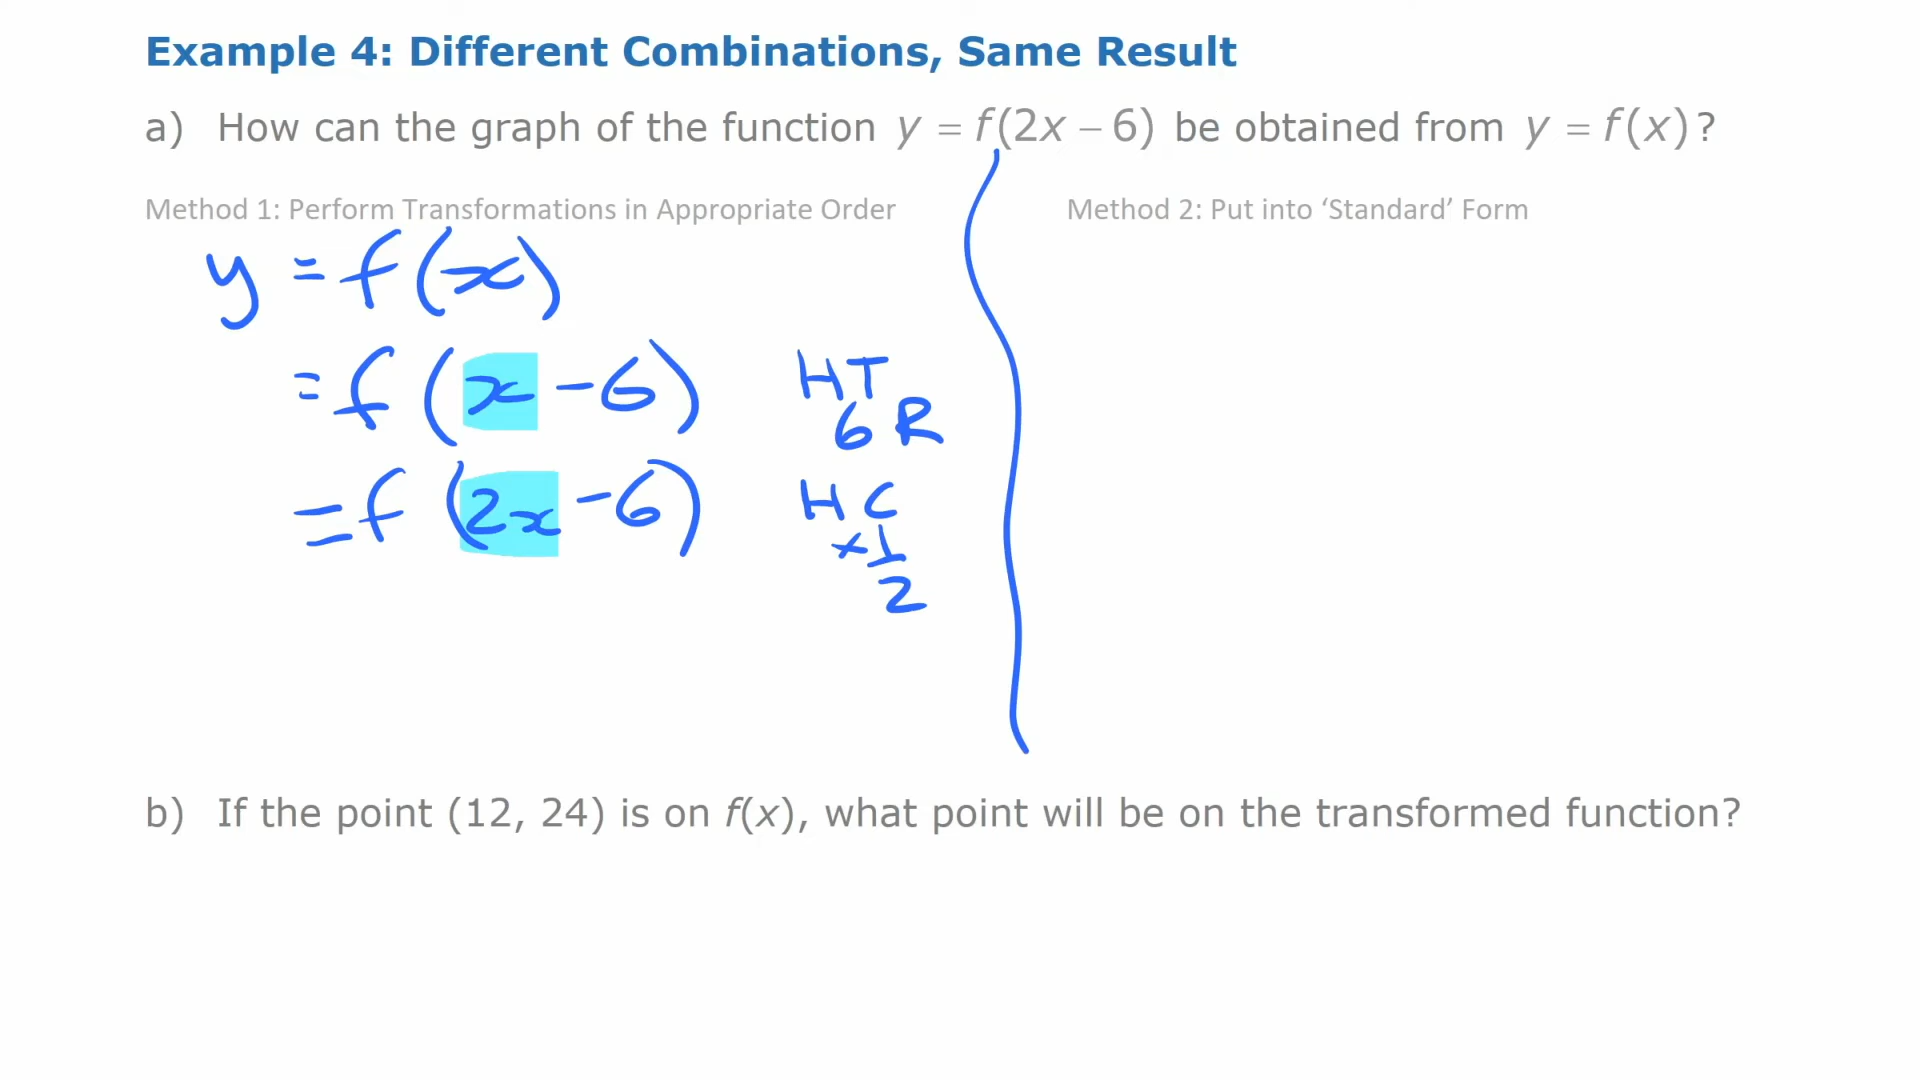 Example 4: Different Combinations, Same Result
a) How can the graph of the function y = f(2x – 6) be obtained from y = f(x)?
Method 1: Perform Transformations in Appropriate Order
y = f(x)
= f(x - 6) HT
6 R
= f(2x - 6) HC
× 1/2
Method 2: Put into ‘Standard’ Form
b) If the point (12, 24) is on f(x), what point will be on the transformed function?